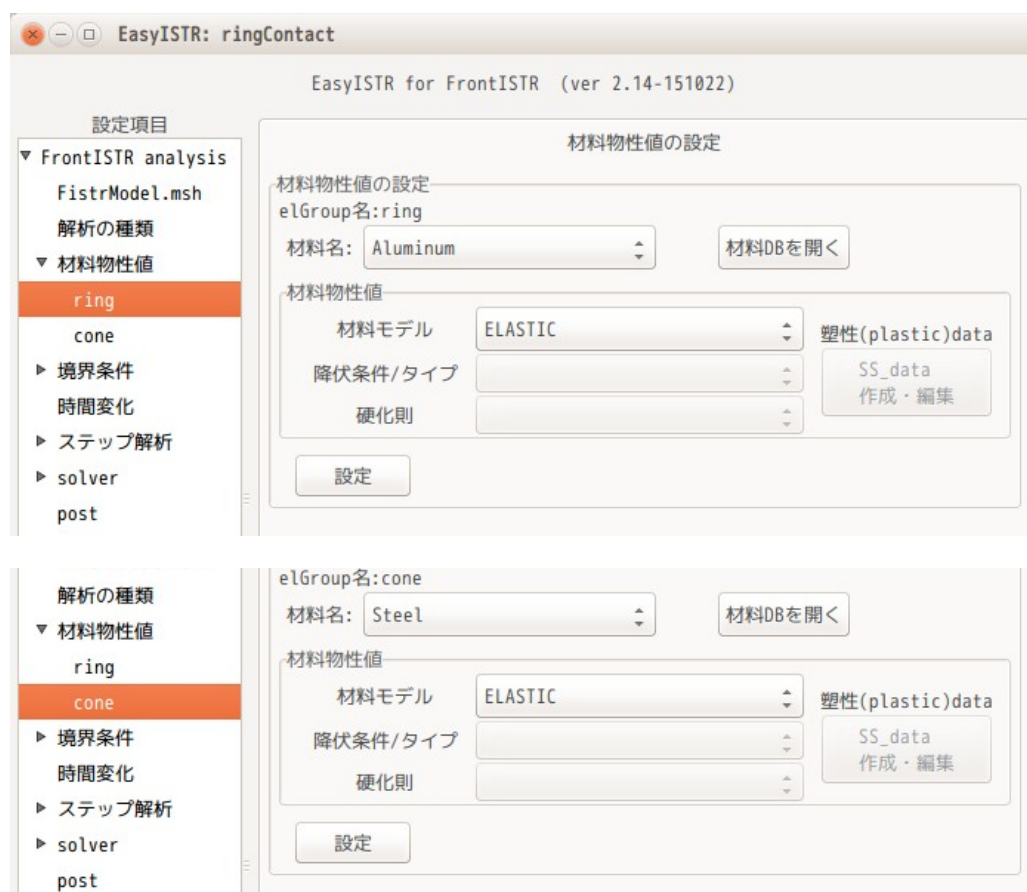 EasyISTR: ringContact
EasyISTR for FrontISTR (ver 2.14-151022)
設定項目
FrontISTR analysis
FistrModel.msh
解析の種類
材料物性値
ring
cone
境界条件
時間変化
ステップ解析
solver
post
材料物性値の設定
材料物性値の設定
elGroup名:ring
材料名: Aluminum 材料DBを開く
材料物性値
材料モデル ELASTIC 塑性(plastic)data
降伏条件/タイプ SS_data
作成・編集
硬化則
設定
解析の種類
材料物性値
ring
cone
境界条件
時間変化
ステップ解析
solver
post
elGroup名:cone
材料名: Steel 材料DBを開く
材料物性値
材料モデル ELASTIC 塑性(plastic)data
降伏条件/タイプ SS_data
作成・編集
硬化則
設定